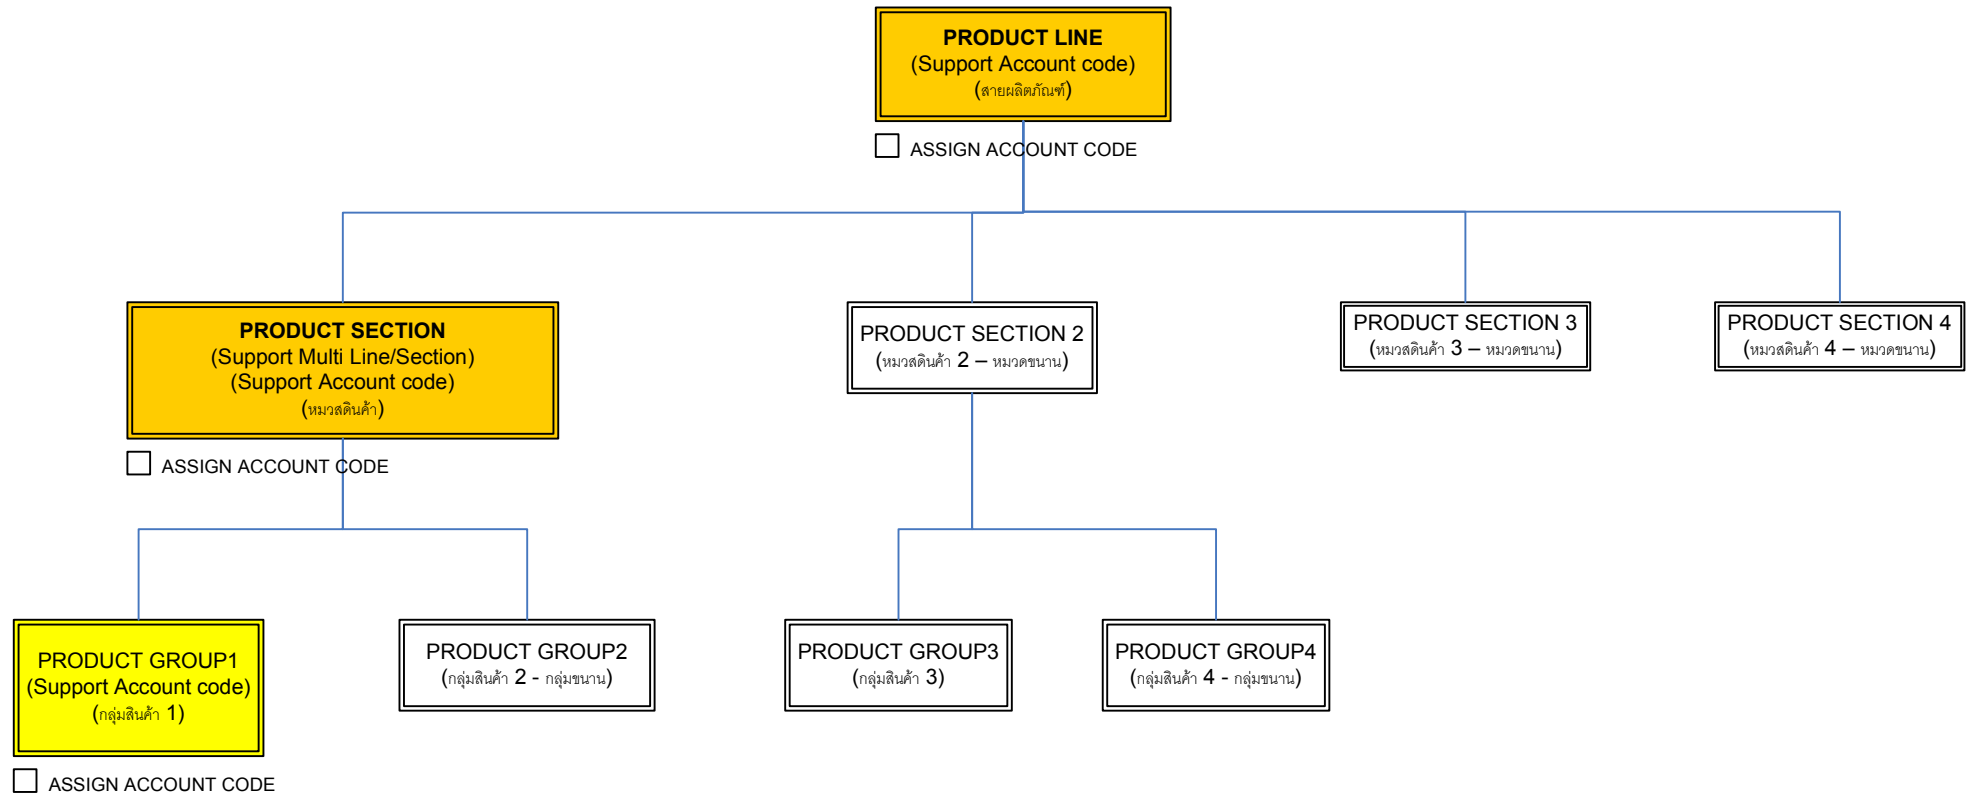 PRODUCT LINE
(Support Account code)
(สายผลิตภัณฑ์)
ASSIGN ACCOUNT CODE
PRODUCT SECTION
(Support Multi Line/Section)
(Support Account code)
(หมวสดินค้า)
ASSIGN ACCOUNT CODE
PRODUCT SECTION 2
(หมวสดินค้า 2 – หมวดขนาน)
PRODUCT SECTION 3
(หมวสดินค้า 3 – หมวดขนาน)
PRODUCT SECTION 4
(หมวสดินค้า 4 – หมวดขนาน)
PRODUCT GROUP1
(Support Account code)
(กลุ่มสินค้า 1)
ASSIGN ACCOUNT CODE
PRODUCT GROUP2
(กลุ่มสินค้า 2 - กลุ่มขนาน)
PRODUCT GROUP3
(กลุ่มสินค้า 3)
PRODUCT GROUP4
(กลุ่มสินค้า 4 - กลุ่มขนาน)